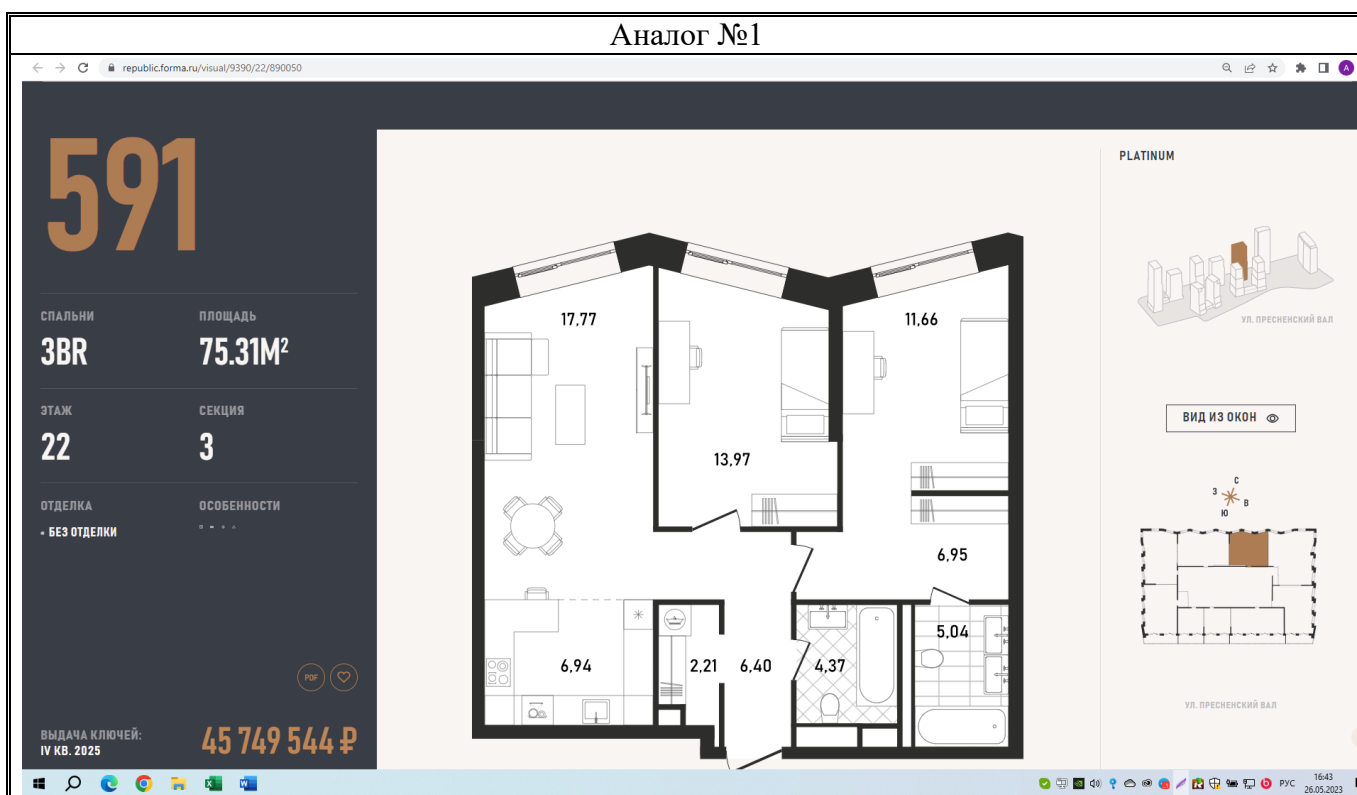 Аналог №1
republic.forma.ru/visual/9390/22/890050
A
591
PLATINUM
СПАЛЬНИ ПЛОЩАДЬ
3BR 75.31М²
ЭТАЖ СЕКЦИЯ
22 3
ОТДЕЛКА ОСОБЕННОСТИ
БЕЗ ОТДЕЛКИ
PDF
ВЫДАЧА КЛЮЧЕЙ:
IV КВ. 2025
45 749 544 ₽
17,77
11,66
13,97
6,95
5,04
6,94
2,21
6,40
4,37
УЛ. ПРЕСНЕНСКИЙ ВАЛ
ВИД ИЗ ОКОН
С
З
В
Ю
УЛ. ПРЕСНЕНСКИЙ ВАЛ
РУС
16:43
26.05.2023